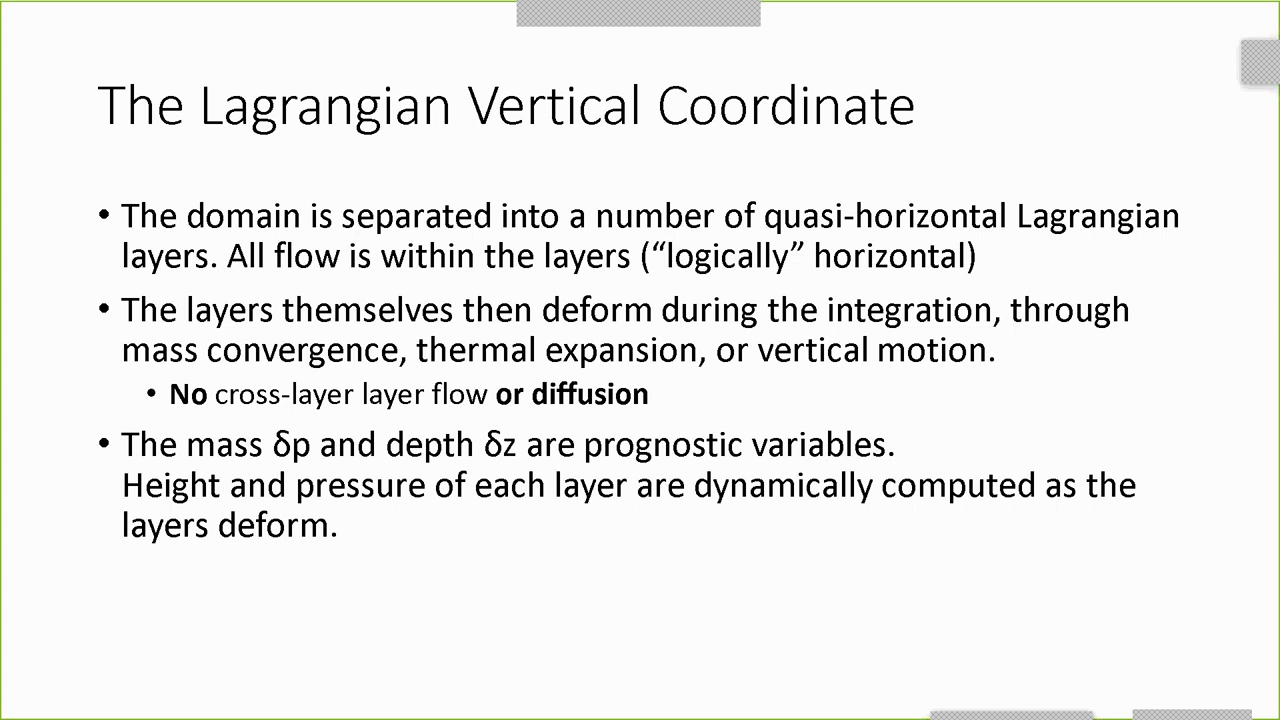 The Lagrangian Vertical Coordinate
• The domain is separated into a number of quasi-horizontal Lagrangian
layers. All flow is within the layers (“logically” horizontal)
• The layers themselves then deform during the integration, through
mass convergence, thermal expansion, or vertical motion.
• No cross-layer layer flow or diffusion
• The mass δp and depth δz are prognostic variables.
Height and pressure of each layer are dynamically computed as the
layers deform.